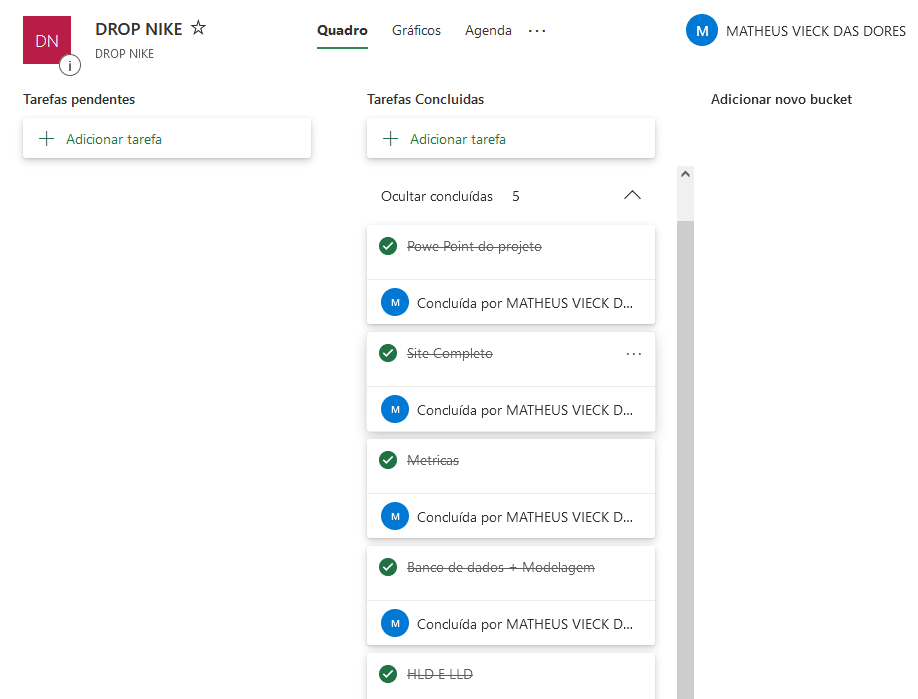 DN
DROP NIKE
DROP NIKE
Quadro
Gráficos
Agenda
M
MATHEUS VIECK DAS DORES
Tarefas pendentes
Adicionar tarefa
Tarefas Concluidas
Adicionar tarefa
Ocultar concluídas 5
Powe Point do projeto
M Concluída por MATHEUS VIECK D...
Site Completo
M Concluída por MATHEUS VIECK D...
Metricas
M Concluída por MATHEUS VIECK D...
Banco de dados + Modelagem
M Concluída por MATHEUS VIECK D...
HLD E LLD
Adicionar novo bucket